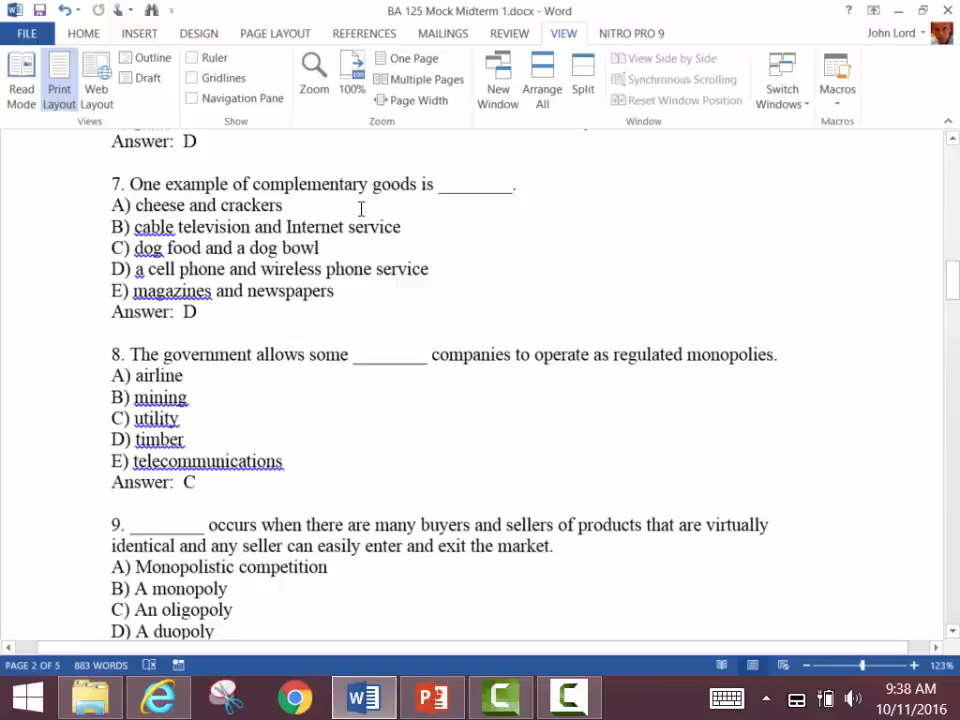 BA 125 Mock Midterm 1.docx - Word
FILE HOME INSERT DESIGN PAGE LAYOUT REFERENCES MAILINGS REVIEW VIEW NITRO PRO 9 John Lord
Read Mode
Print Layout
Web Layout
Outline
Draft
Views
Ruler
Gridlines
Navigation Pane
Show
Zoom
100%
One Page
Multiple Pages
Page Width
Zoom
New Window
Arrange All
Split
View Side by Side
Synchronous Scrolling
Reset Window Position
Window
Switch Windows
Macros
Macros
Answer: D
7. One example of complementary goods is ________.
A) cheese and crackers
B) cable television and Internet service
C) dog food and a dog bowl
D) a cell phone and wireless phone service
E) magazines and newspapers
Answer: D
8. The government allows some ________ companies to operate as regulated monopolies.
A) airline
B) mining
C) utility
D) timber
E) telecommunications
Answer: C
9. ________ occurs when there are many buyers and sellers of products that are virtually
identical and any seller can easily enter and exit the market.
A) Monopolistic competition
B) A monopoly
C) An oligopoly
D) A duopoly
PAGE 2 OF 5 883 WORDS 123%
9:38 AM
10/11/2016